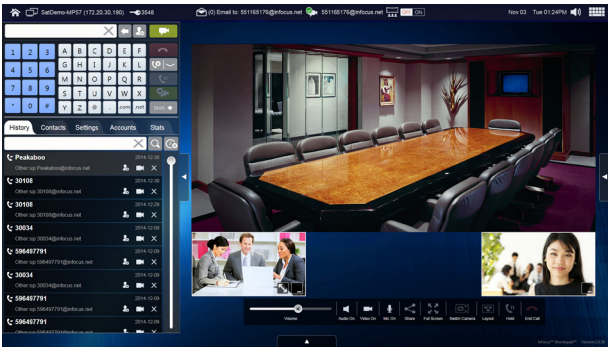 SatDemo-MP57 (172.20.30.190) 3548 (0) Email to: 551165176@infocus.net 551165176@infocus.net OFF ON Nov 03 Tue 01:24PM
1 2 3 A B C D E F
4 5 6 G H I J K L
7 8 9 M N O P Q R
* 0 # S T U V W X
Y Z @ . .com .net Shift
History Contacts Settings Accounts Stats
Peakaboo 2014-12-30
Other:sip:Peakaboo@infocus.net
30108 2014-12-30
Other:sip:30108@infocus.net
30108 2014-12-29
Other:sip:30108@infocus.net
30034 2014-12-09
Other:sip:30034@infocus.net
596497791 2014-12-09
Other:sip:596497791@infocus.net
30034 2014-12-09
Other:sip:30034@infocus.net
596497791 2014-12-09
Other:sip:596497791@infocus.net
596497791 2014-12-09
Volume Audio On Video On Mic On Share Full Screen Switch Camera Layout Hold End Call